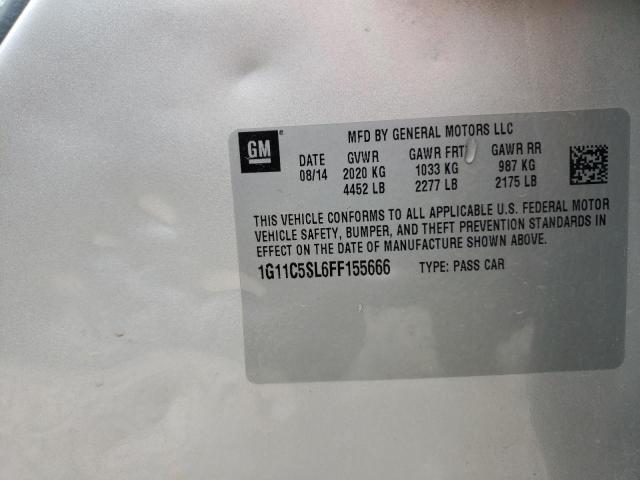 GM
MFD BY GENERAL MOTORS LLC
DATE GVWR GAWR FRT GAWR RR
08/14 2020 KG 1033 KG 987 KG
4452 LB 2277 LB 2175 LB
THIS VEHICLE CONFORMS TO ALL APPLICABLE U.S. FEDERAL MOTOR
VEHICLE SAFETY, BUMPER, AND THEFT PREVENTION STANDARDS IN
EFFECT ON THE DATE OF MANUFACTURE SHOWN ABOVE.
1G11C5SL6FF155666 TYPE: PASS CAR